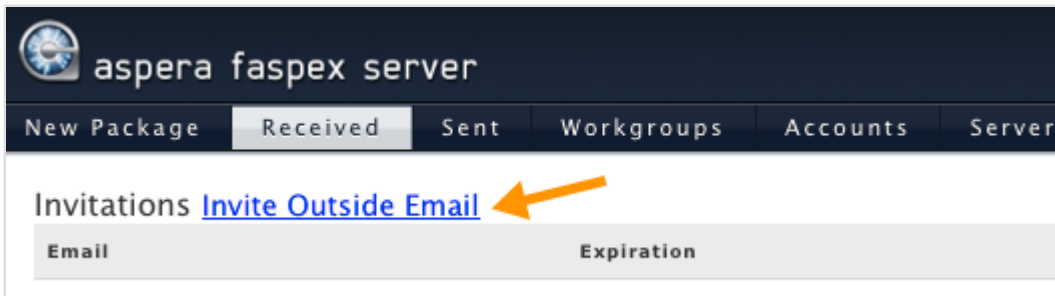 aspera faspex server
New Package Received Sent Workgroups Accounts Server
Invitations Invite Outside Email
Email Expiration